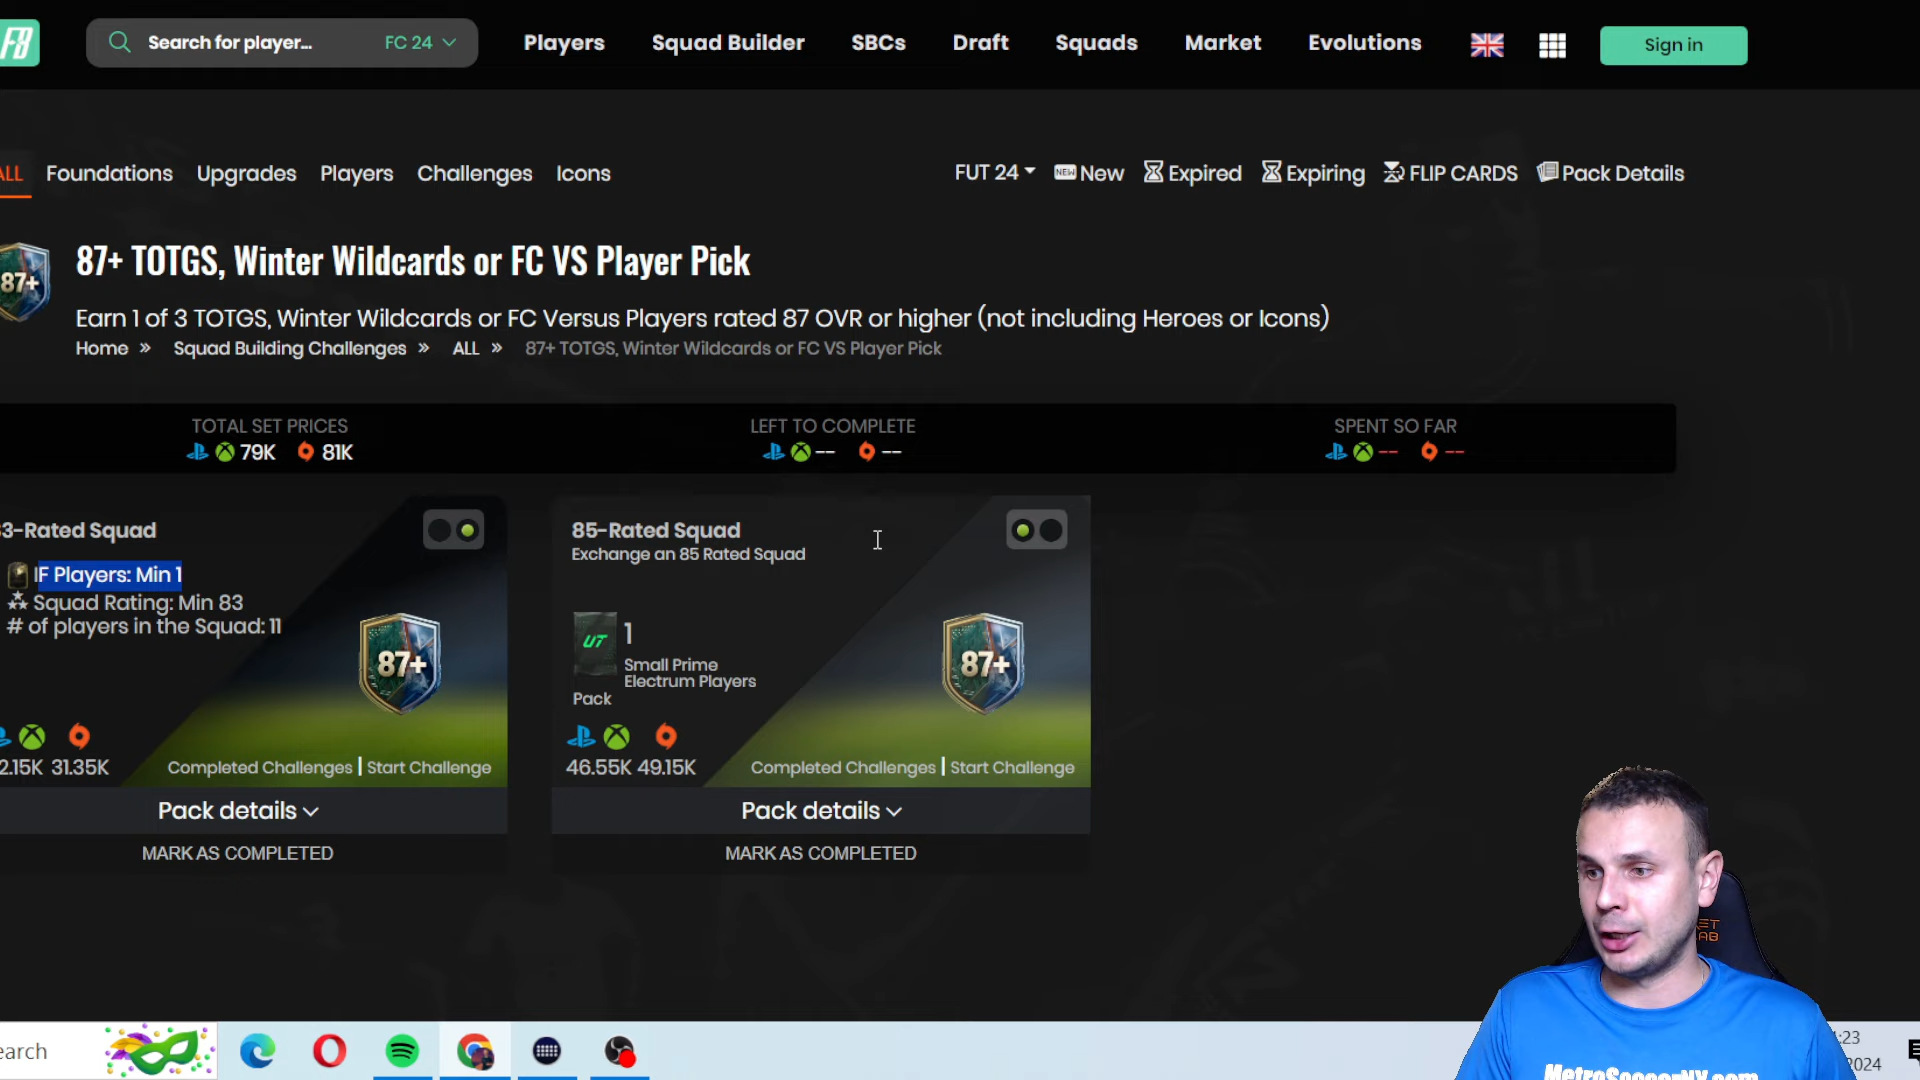 F8
Search for player...
FC 24
Players
Squad Builder
SBCs
Draft
Squads
Market
Evolutions
Sign in
ALL
Foundations
Upgrades
Players
Challenges
Icons
FUT 24
NEW New
Expired
Expiring
FLIP CARDS
Pack Details
87+
87+ TOTGS, Winter Wildcards or FC VS Player Pick
Earn 1 of 3 TOTGS, Winter Wildcards or FC Versus Players rated 87 OVR or higher (not including Heroes or Icons)
Home » Squad Building Challenges » ALL » 87+ TOTGS, Winter Wildcards or FC VS Player Pick
TOTAL SET PRICES
79K 81K
LEFT TO COMPLETE
-- --
SPENT SO FAR
-- --
3-Rated Squad
IF Players: Min 1
Squad Rating: Min 83
# of players in the Squad: 11
87+
2.15K 31.35K
Completed Challenges | Start Challenge
Pack details
MARK AS COMPLETED
85-Rated Squad
Exchange an 85 Rated Squad
UT
1
Small Prime
Electrum Players
Pack
87+
46.55K 49.15K
Completed Challenges | Start Challenge
Pack details
MARK AS COMPLETED
earch
:23
2024
MetroSoccerNY.com